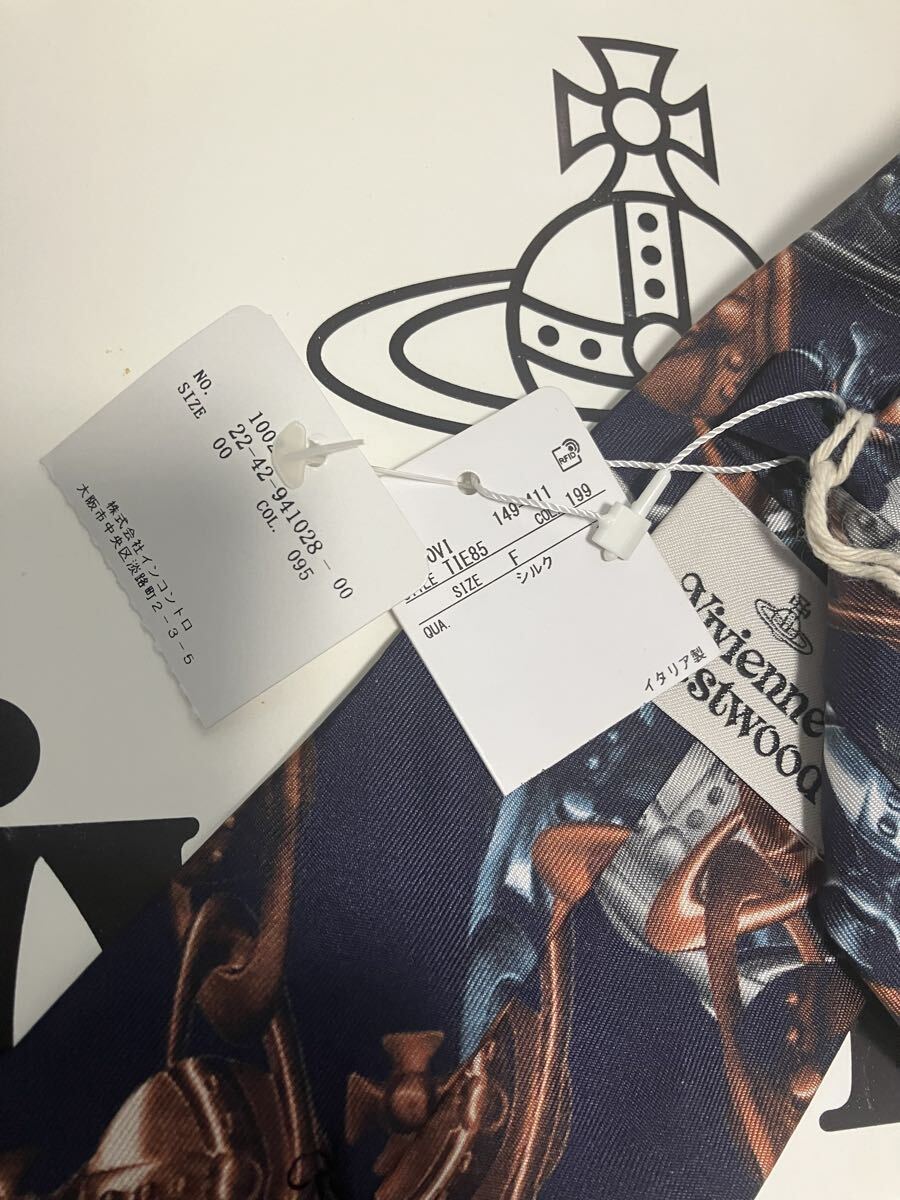 NO. 100
22-42-941028-00
SIZE 00 COL. 095
株式会社インコントロ
大阪市中央区淡路町2-3-5
RFID
OVI 149-411
TIE85 COL 199
SIZE F
QUA. シルク
イタリア製
Vivienne
stwood